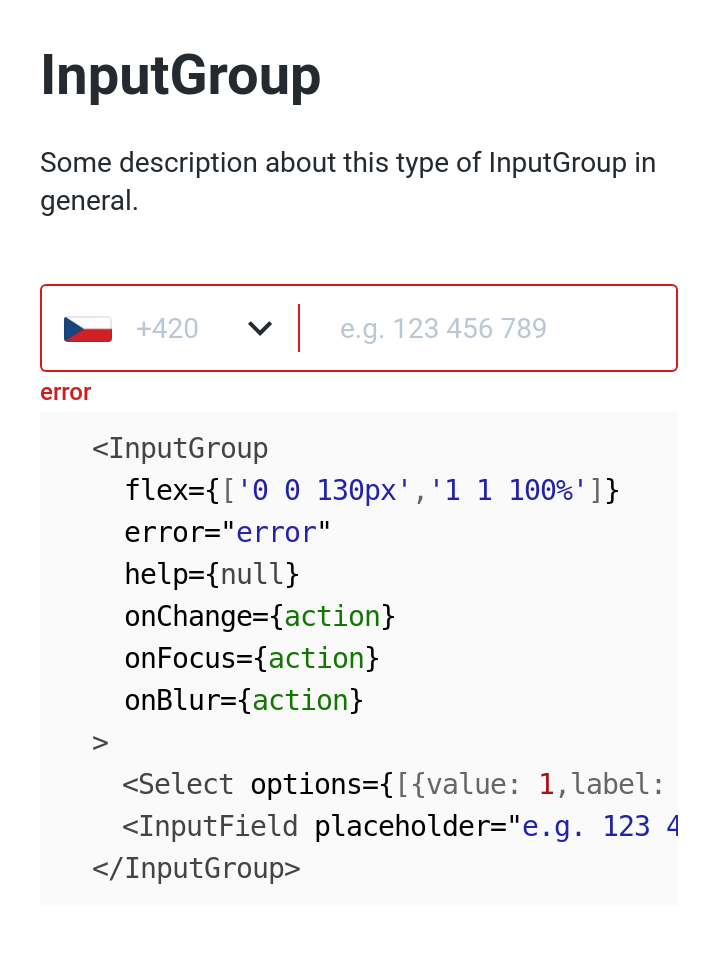 InputGroup
Some description about this type of InputGroup in
general.
+420 e.g. 123 456 789
error
<InputGroup
flex={['0 0 130px','1 1 100%']}
error="error"
help={null}
onChange={action}
onFocus={action}
onBlur={action}
>
<Select options={[{value: 1,label:
<InputField placeholder="e.g. 123 4
</InputGroup>